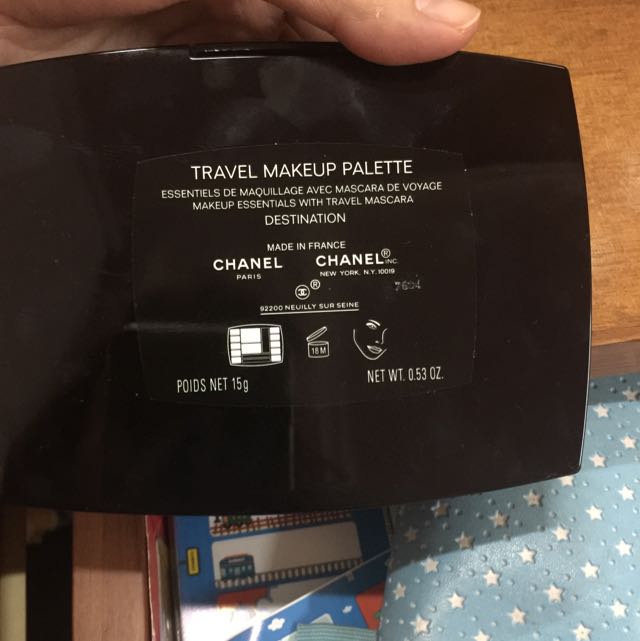 TRAVEL MAKEUP PALETTE
ESSENTIELS DE MAQUILLAGE AVEC MASCARA DE VOYAGE
MAKEUP ESSENTIALS WITH TRAVEL MASCARA
DESTINATION
MADE IN FRANCE
CHANEL CHANEL® INC.
PARIS NEW YORK, N.Y. 10019
®
92200 NEUILLY SUR SEINE
18 M
POIDS NET 15g NET WT. 0.53 OZ.